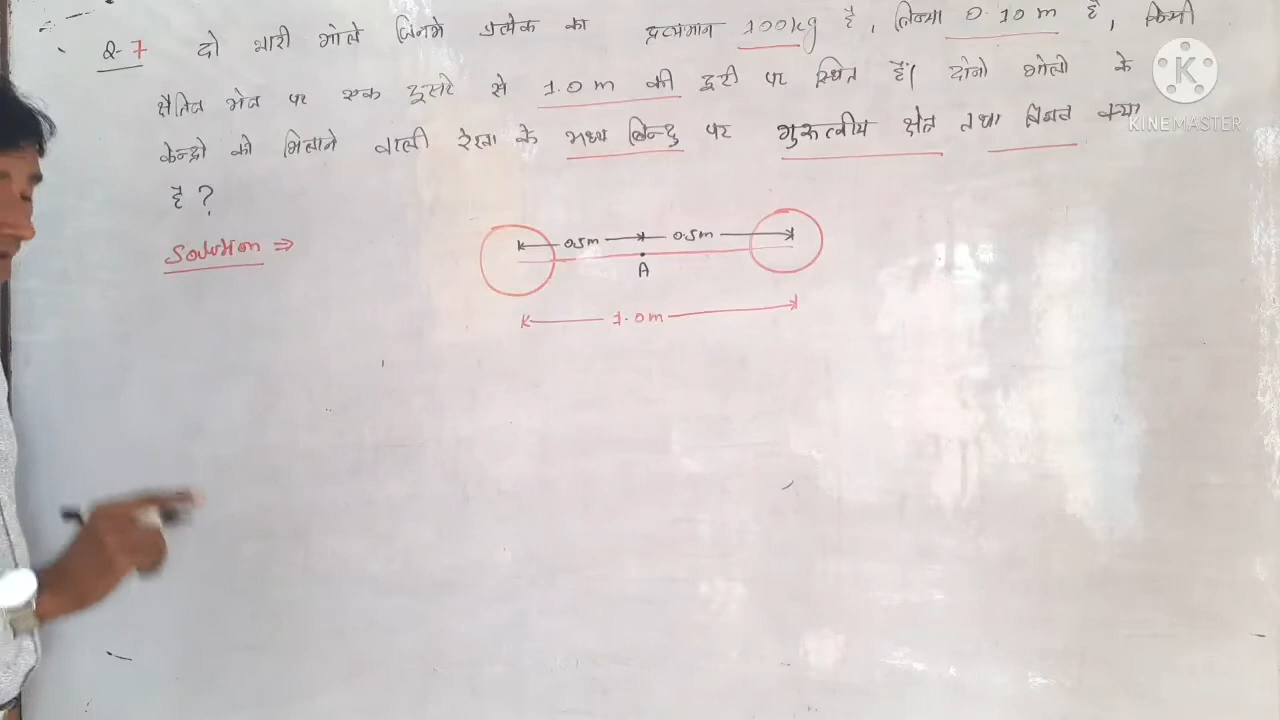 Q-7 दो भारी गोले जिनमे प्रत्येक का द्रव्यमान 100kg है, त्रिज्या 0.10 m है, किसी
क्षैतिज मेज पर एक दूसरे से 1.0 m की दूरी पर स्थित हैं। दोनो गोलो के
केन्द्रो को मिलाने वाली रेखा के मध्य बिन्दु पर गुरुत्वीय क्षेत्र तथा विभव क्या
है ?
Solution ⇒
0.5m 0.5m
A
1.0m
K
KINEMASTER